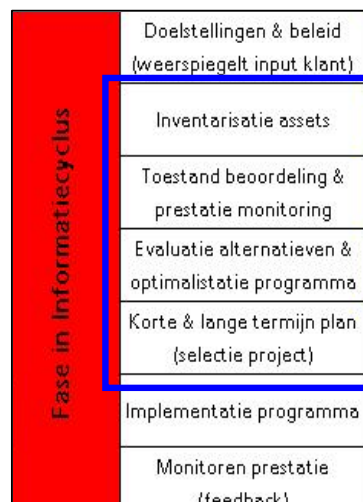 Fase in Informatiecyclus
Doelstellingen & beleid
(weerspiegelt input klant)
Inventarisatie assets
Toestand beoordeling &
prestatie monitoring
Evaluatie alternatieven &
optimalistatie programma
Korte & lange termijn plan
(selectie project)
Implementatie programma
Monitoren prestatie
(feedback)